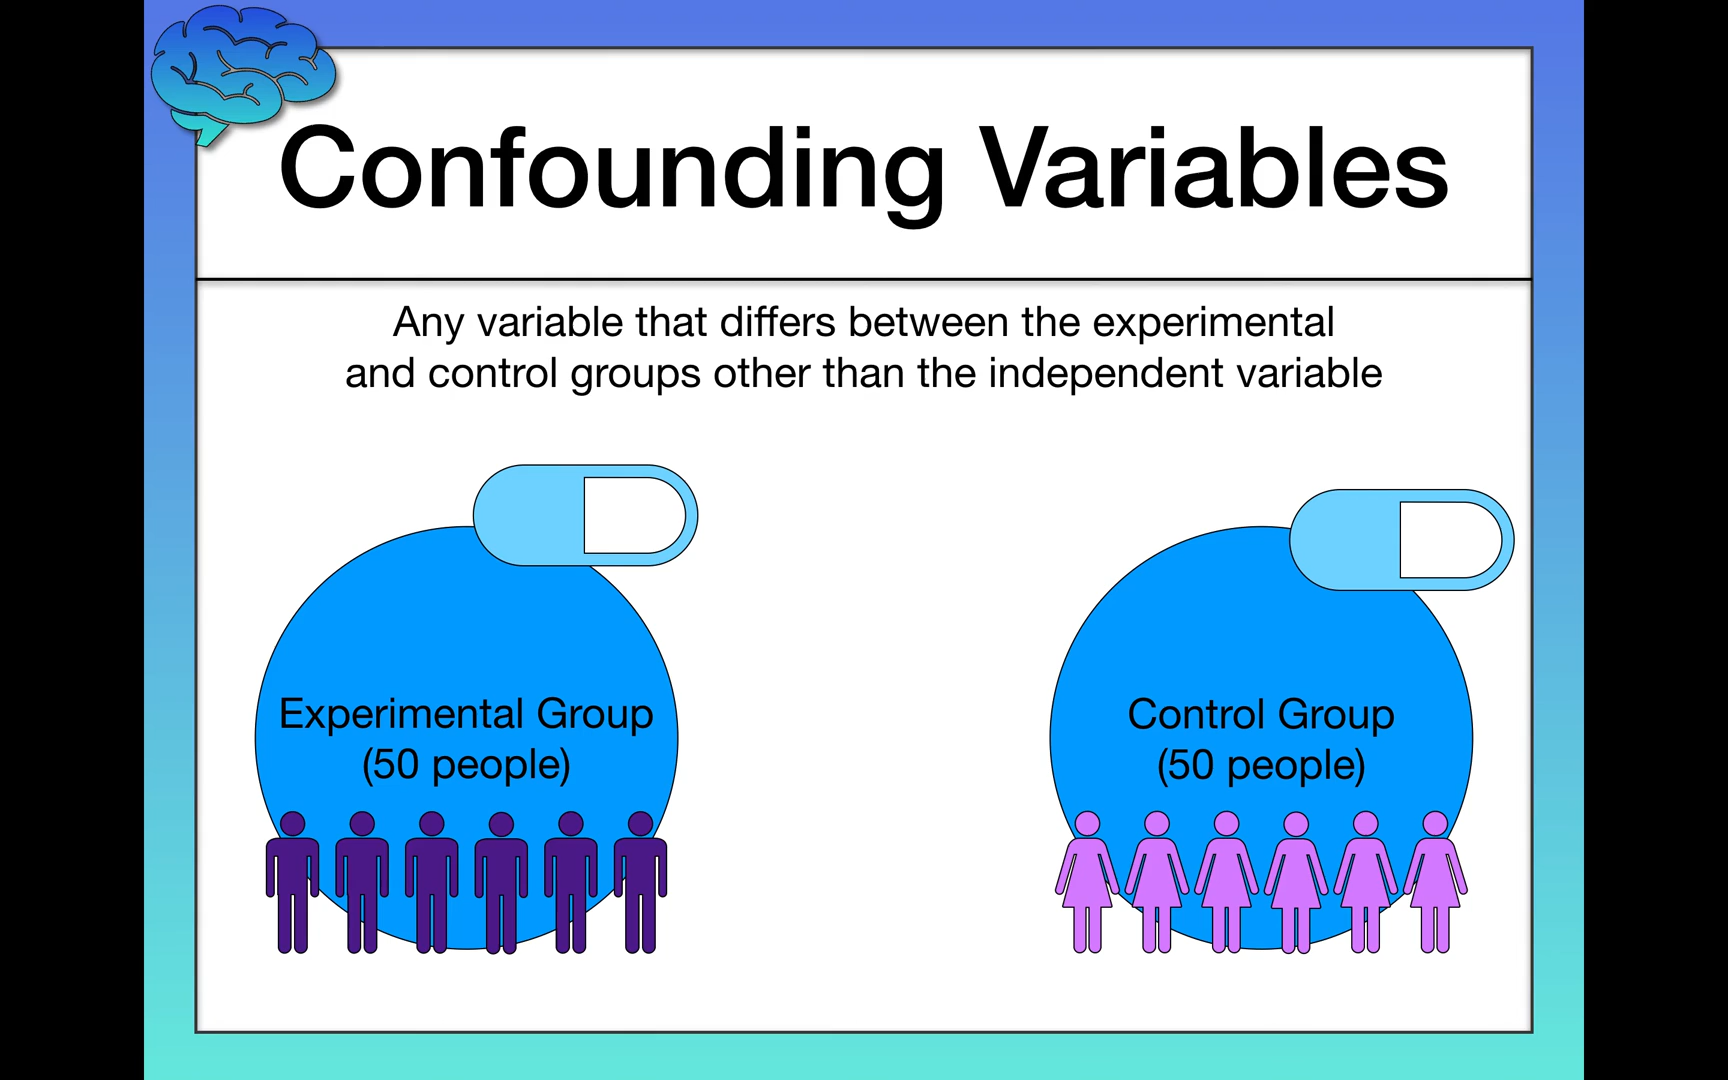 Confounding Variables
Any variable that differs between the experimental
and control groups other than the independent variable
Experimental Group
(50 people)
Control Group
(50 people)